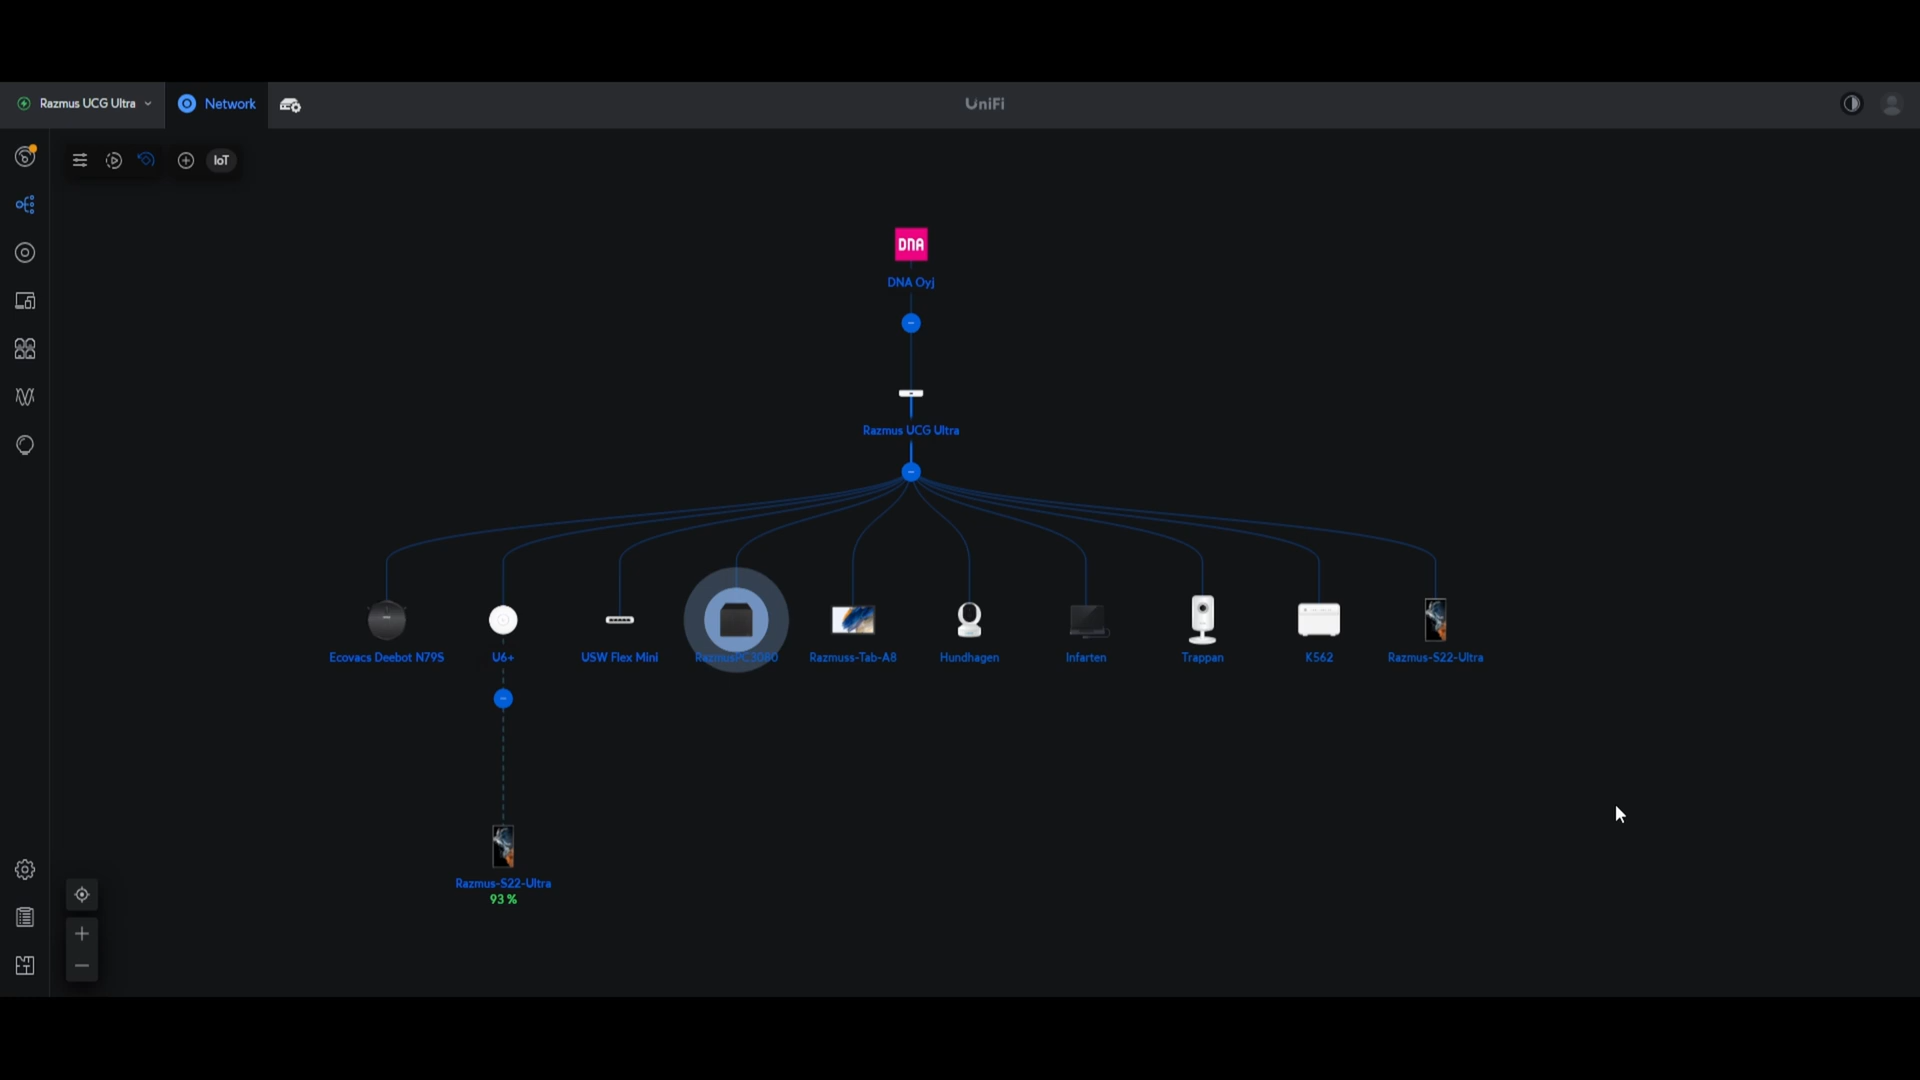 Razmus UCG Ultra
Network
UniFi
IoT
DNA
DNA Oyj
Razmus UCG Ultra
Ecovacs Deebot N79S
U6+
USW Flex Mini
RazmusPC3080
Razmuss-Tab-A8
Hundhagen
Infarten
Trappan
K562
Razmus-S22-Ultra
Razmus-S22-Ultra
93 %